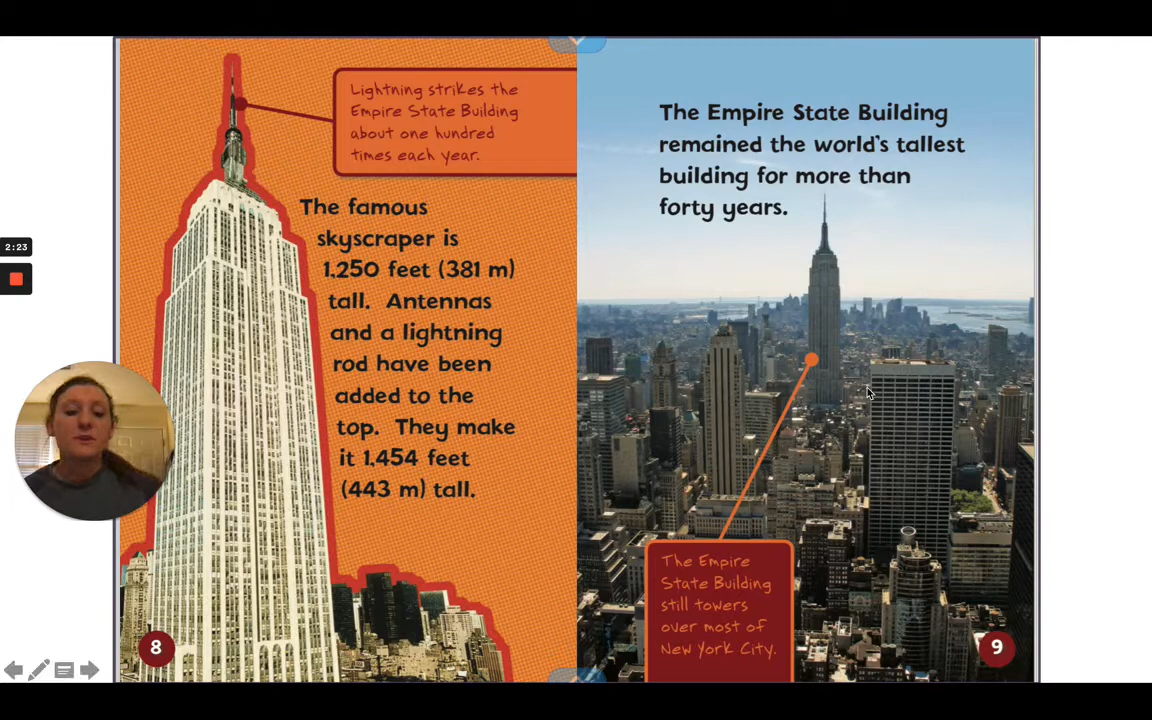 Lightning strikes the
Empire State Building
about one hundred
times each year.
The famous
skyscraper is
1,250 feet (381 m)
tall. Antennas
and a lightning
rod have been
added to the
top. They make
it 1,454 feet
(443 m) tall.
8
The Empire State Building
remained the world's tallest
building for more than
forty years.
The Empire
State Building
still towers
over most of
New York City.
9
2:23